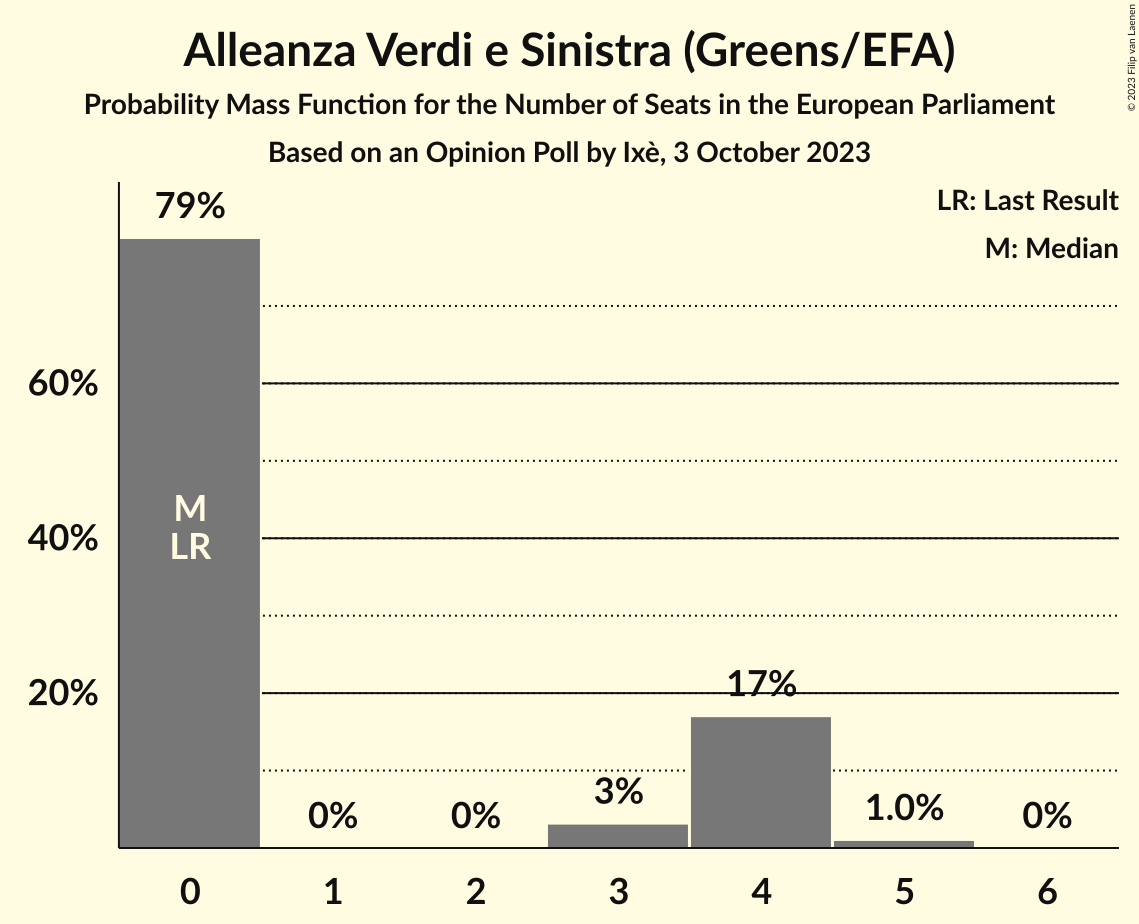 Alleanza Verdi e Sinistra (Greens/EFA)
Probability Mass Function for the Number of Seats in the European Parliament
Based on an Opinion Poll by Ixè, 3 October 2023
© 2023 Filip van Laenen
LR: Last Result
M: Median
79%
60%
40%
20%
M
LR
0%
0%
3%
17%
1.0%
0%
0 1 2 3 4 5 6